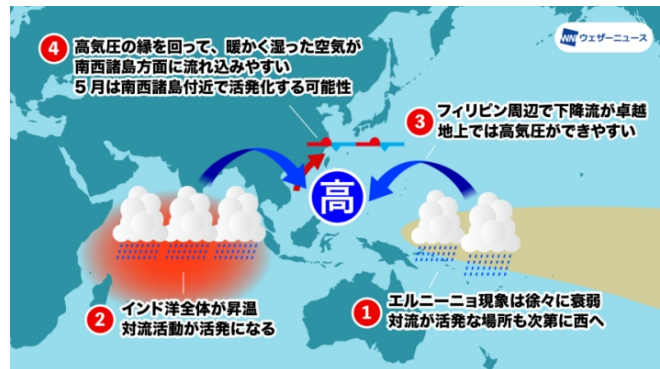 ウェザーニュース
4 高気圧の縁を回って、暖かく湿った空気が
南西諸島方面に流れ込みやすい
5月は南西諸島付近で活発化する可能性
3 フィリピン周辺で下降流が卓越
地上では高気圧ができやすい
高
2 インド洋全体が昇温
対流活動が活発になる
1 エルニーニョ現象は徐々に衰弱
対流が活発な場所も次第に西へ